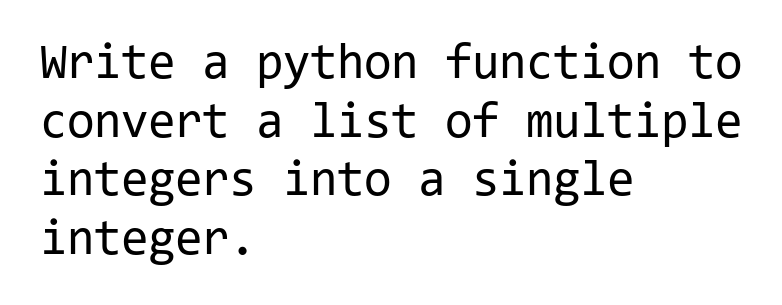 Write a python function to
convert a list of multiple
integers into a single
integer.